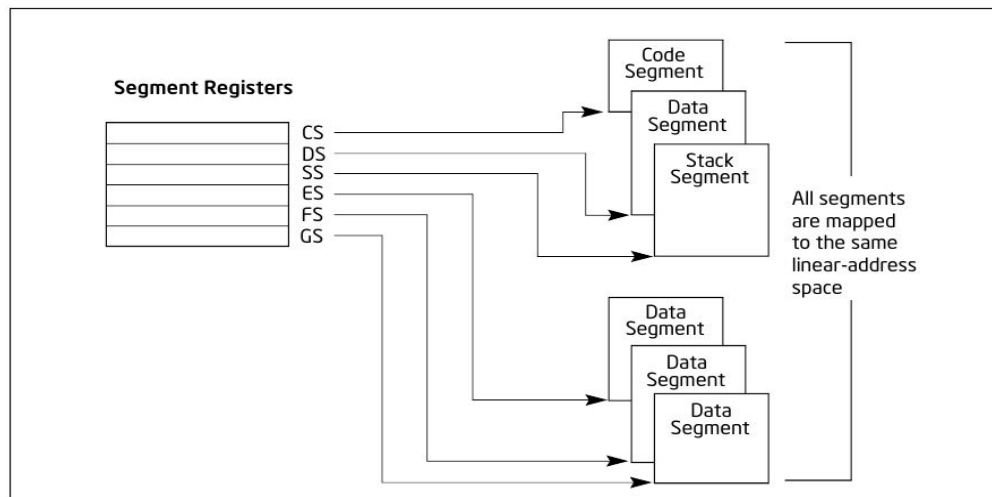 Segment Registers
CS
DS
SS
ES
FS
GS
Code
Segment
Data
Segment
Stack
Segment
Data
Segment
Data
Segment
Data
Segment
All segments
are mapped
to the same
linear-address
space